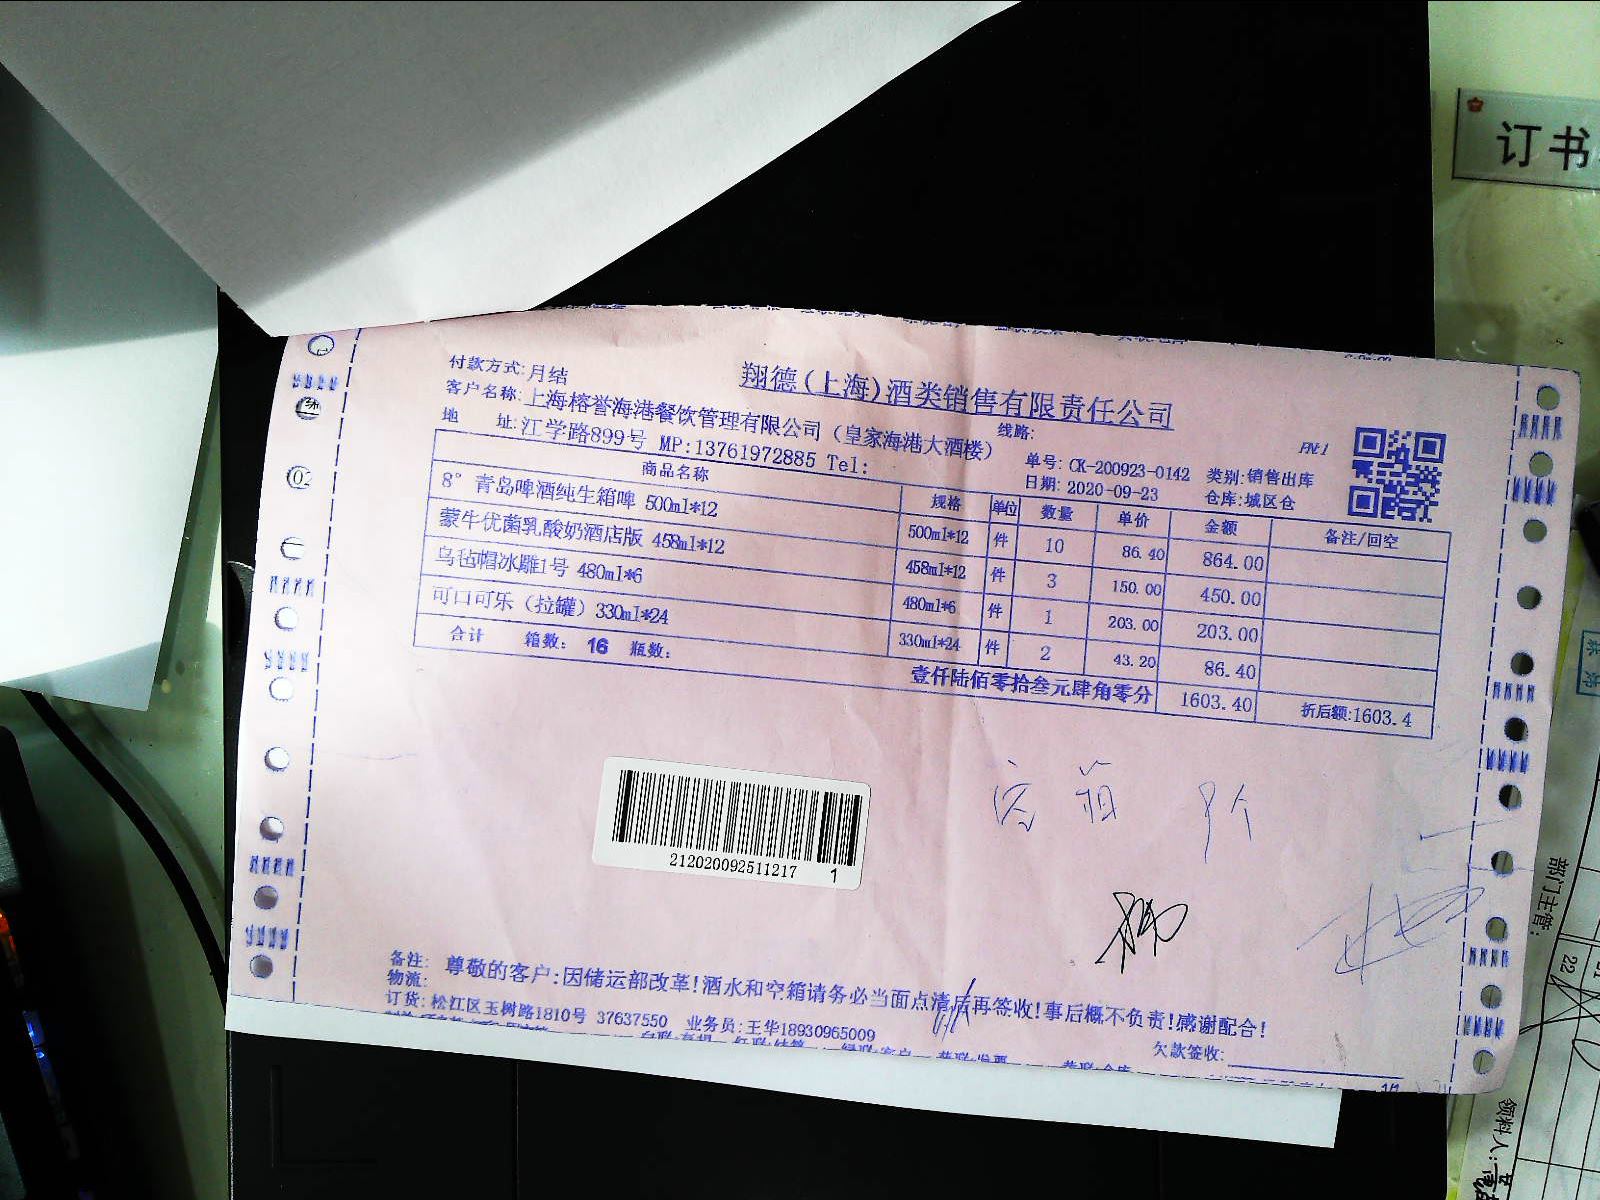 订书
付款方式:月结
翔德(上海)酒类销售有限责任公司
客户名称:上海榕誉海港餐饮管理有限公司（皇家海港大酒楼）
线路:
地 址:江学路899号 MP:13761972885 Tel:
单号: CK-200923-0142 类别:销售出库
日期: 2020-09-23 仓库:城区仓
商品名称 规格 单位 数量 单价 金额 备注/回空
8° 青岛啤酒纯生箱啤 500ml*12 500ml*12 件 10 86.40 864.00
蒙牛优菌乳酸奶酒店版 458ml*12 458ml*12 件 3 150.00 450.00
乌毡帽冰雕1号 480ml*6 480ml*6 件 1 203.00 203.00
可口可乐（拉罐）330ml*24 330ml*24 件 2 43.20 86.40
合计 箱数: 16 瓶数: 壹仟陆佰零拾叁元肆角零分 1603.40 折后额:1603.4
212020092511217 1
备注: 尊敬的客户:因储运部改革!酒水和空箱请务必当面点清后再签收!事后概不负责!感谢配合!
物流:
订货: 松江区玉树路1810号 37637550 业务员:王华18930965009
欠款签收:
1/1
部门主管:
22
领料人: